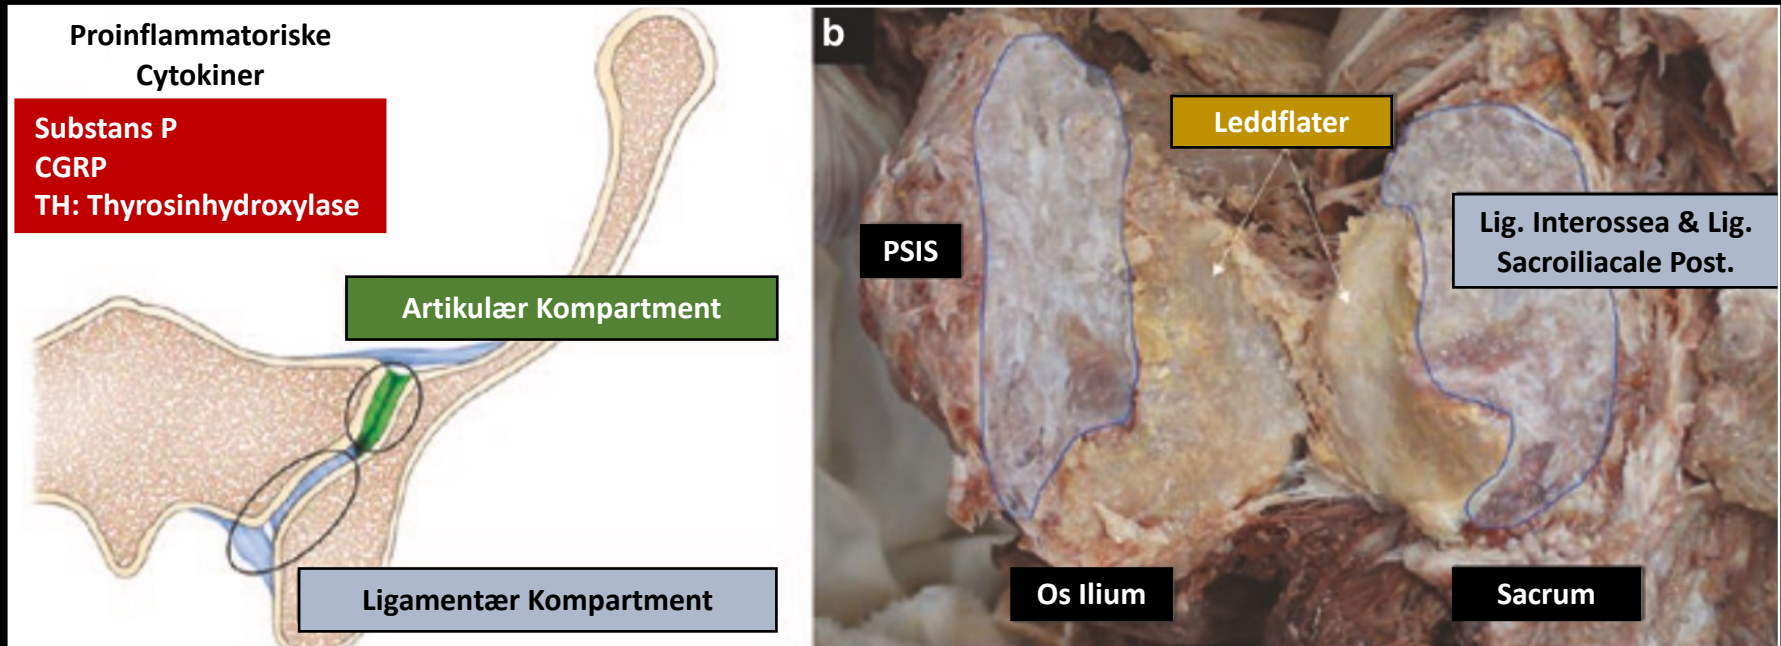 Proinflammatoriske
Cytokiner
Substans P
CGRP
TH: Thyrosinhydroxylase
Artikulær Kompartment
Ligamentær Kompartment
b
Leddflater
PSIS
Lig. Interossea & Lig.
Sacroiliacale Post.
Os Ilium
Sacrum